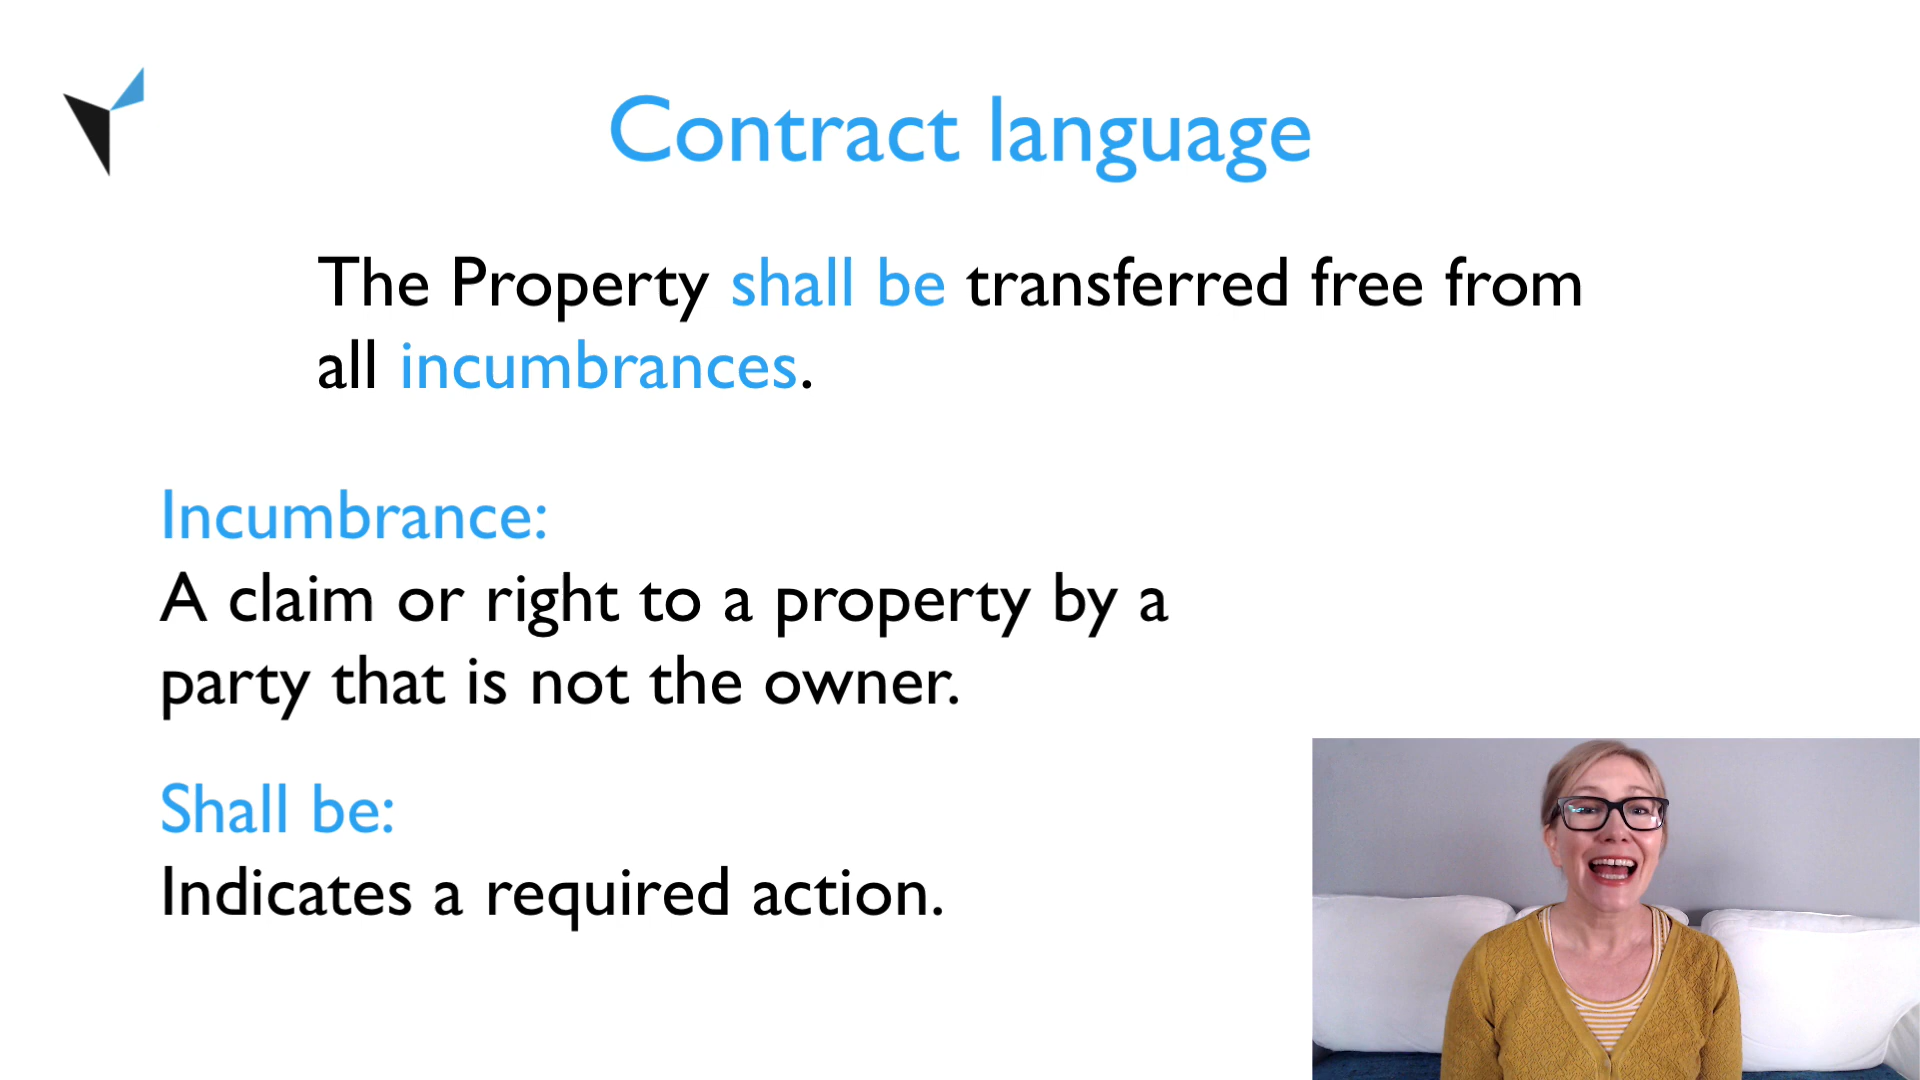 Contract language
The Property shall be transferred free from
all incumbrances.
Incumbrance:
A claim or right to a property by a
party that is not the owner.
Shall be:
Indicates a required action.